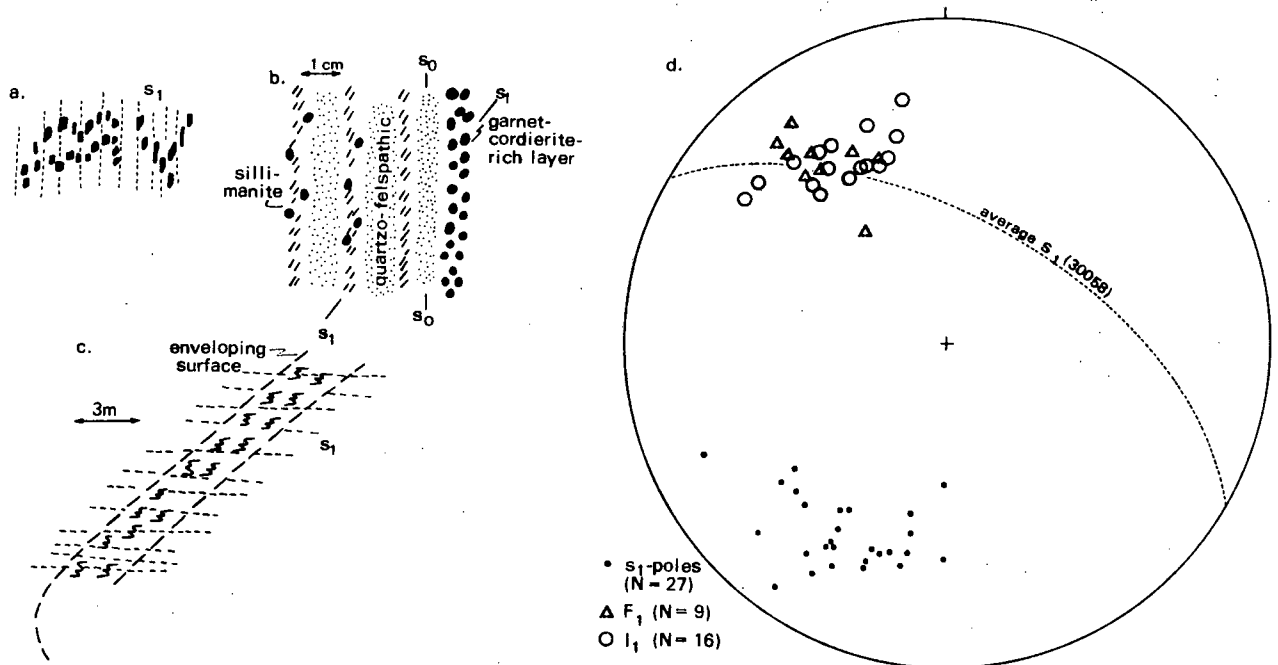 a.
s1
b.
1 cm
s0
s1
garnet-
cordierite-
rich layer
silli-
manite
quartzo-felspathic
s0
s1
c.
enveloping
surface
3m
s1
d.
average s1 (30058)
s1-poles
(N = 27)
F1 (N = 9)
l1 (N = 16)